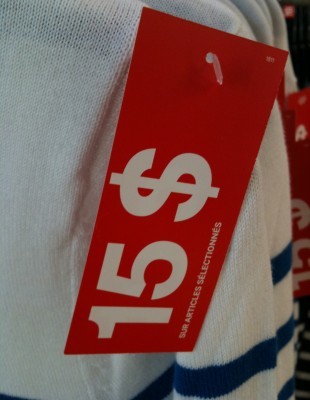 15 $
SUR ARTICLES SÉLECTIONNÉS